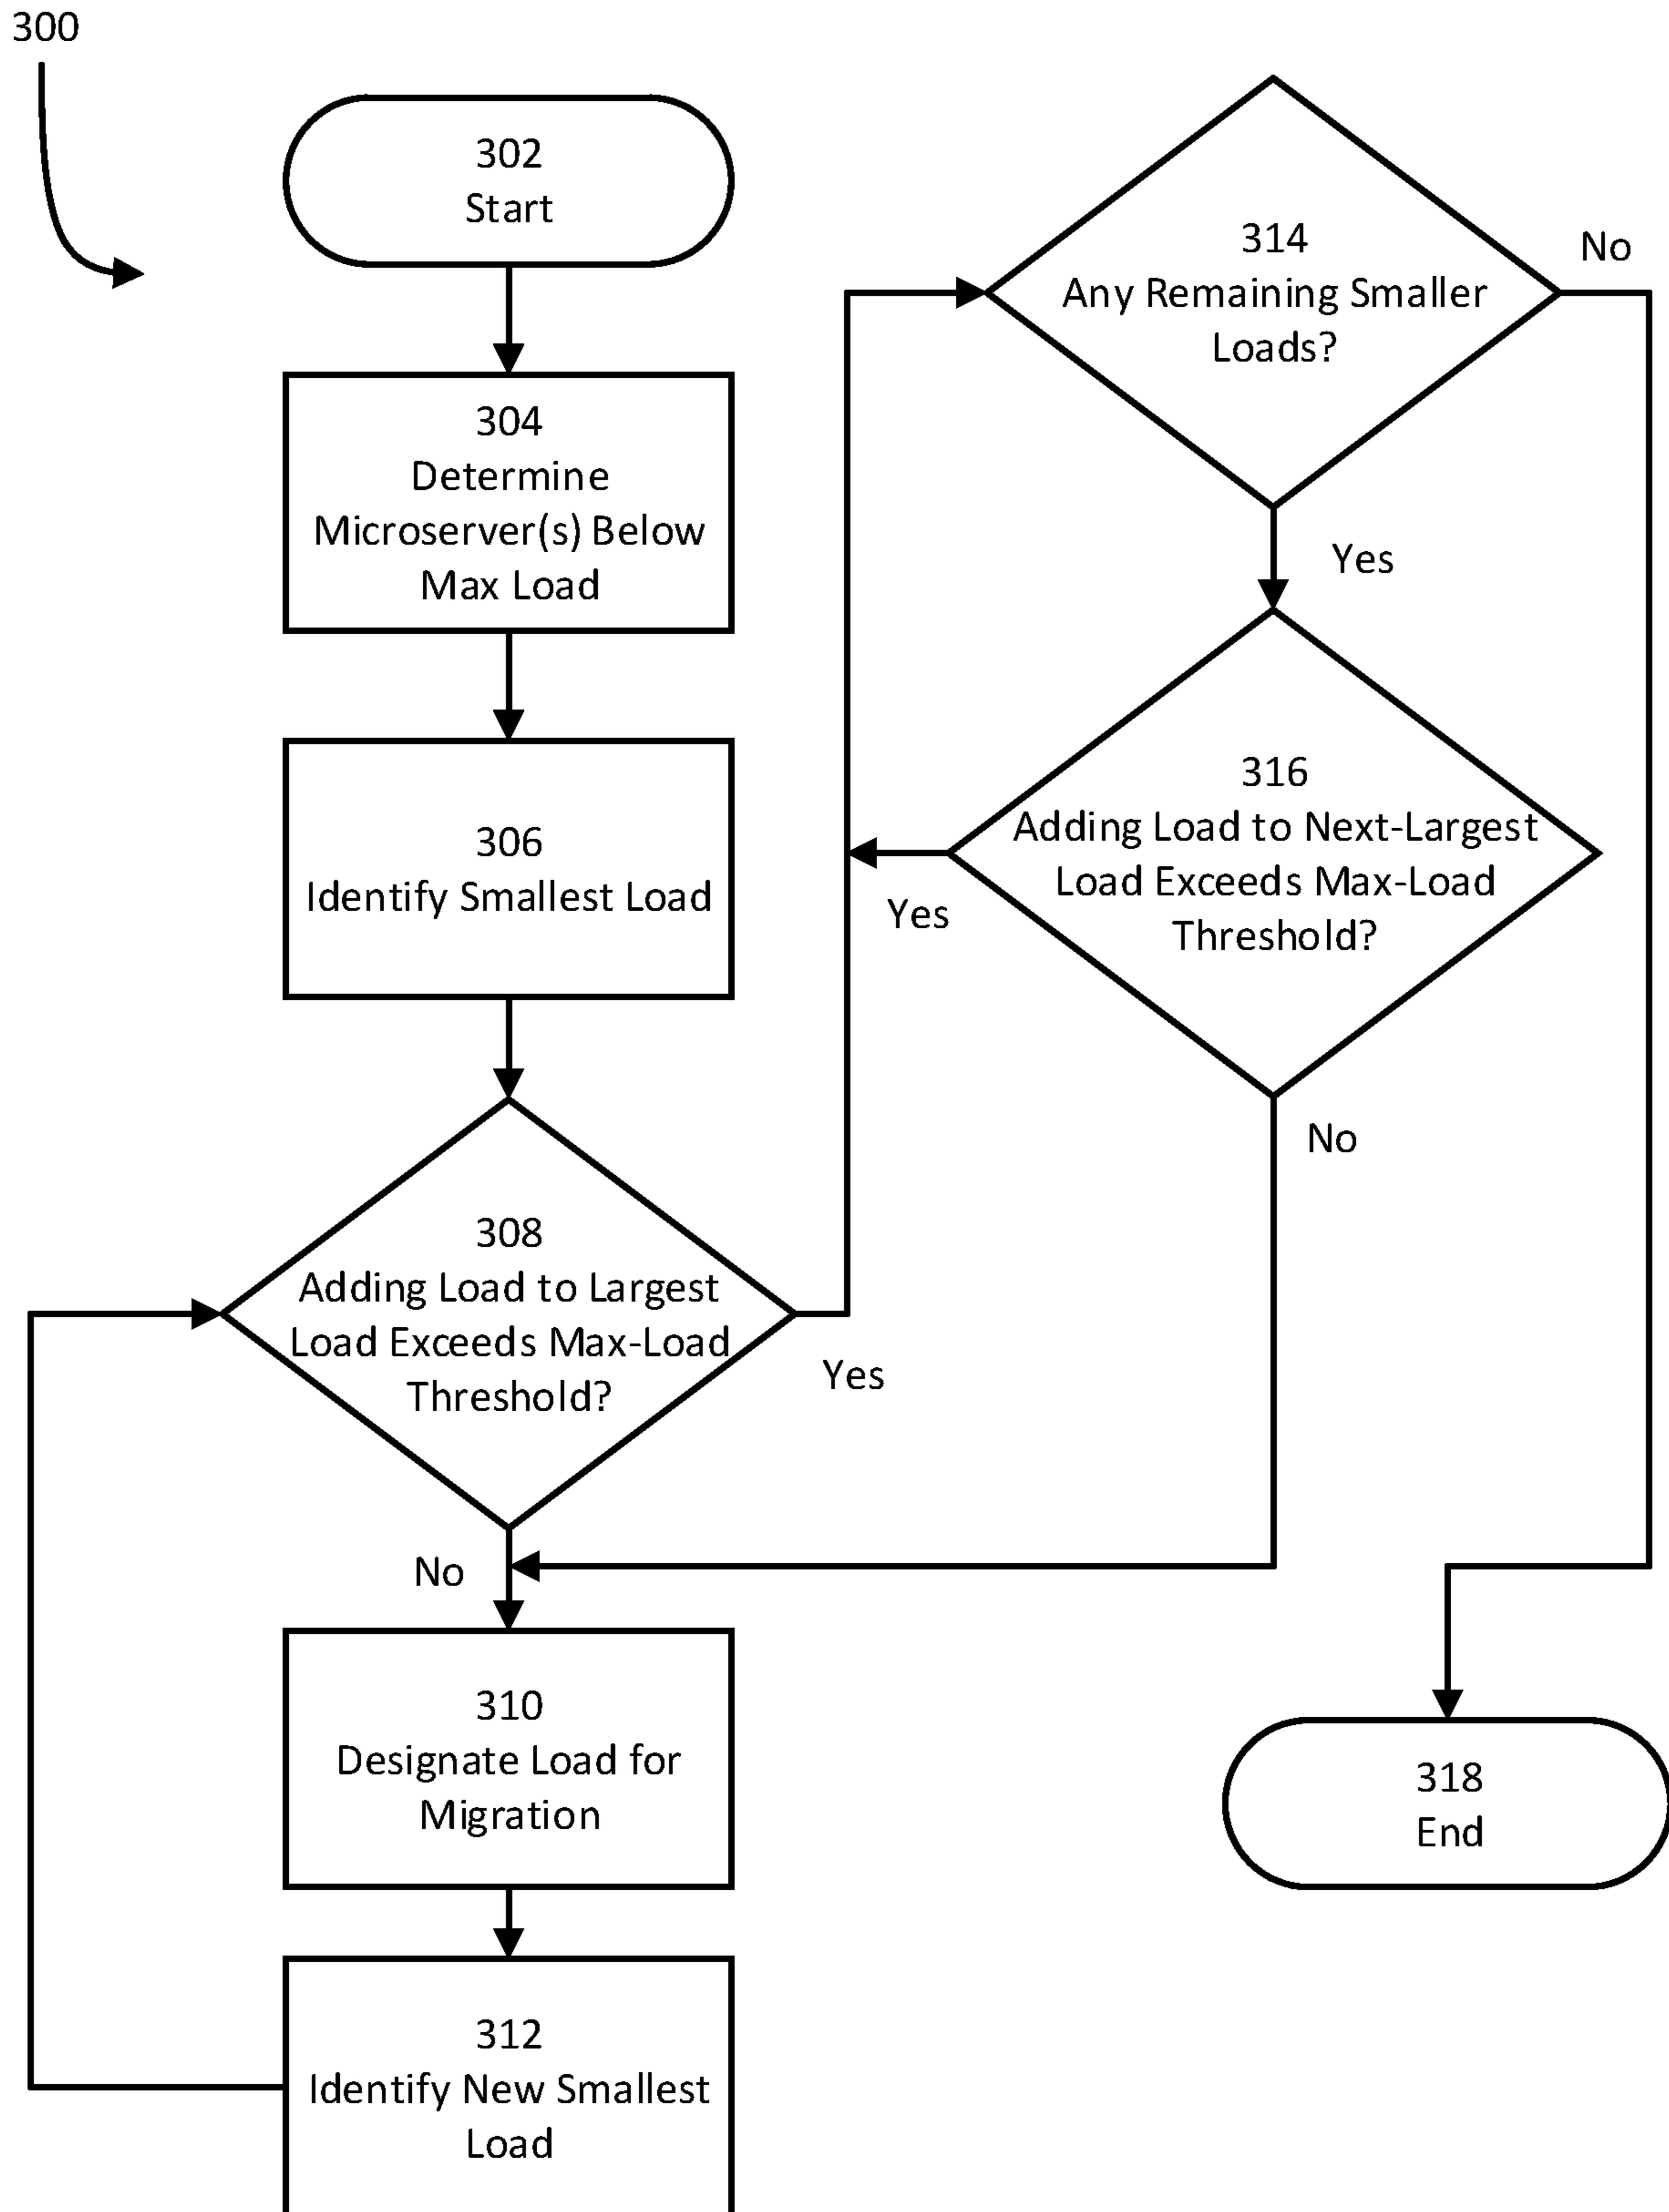 300
302
Start
304
Determine
Microserver(s) Below
Max Load
306
Identify Smallest Load
308
Adding Load to Largest
Load Exceeds Max-Load
Threshold?
Yes
No
310
Designate Load for
Migration
312
Identify New Smallest
Load
314
Any Remaining Smaller
Loads?
No
Yes
316
Adding Load to Next-Largest
Load Exceeds Max-Load
Threshold?
Yes
No
318
End